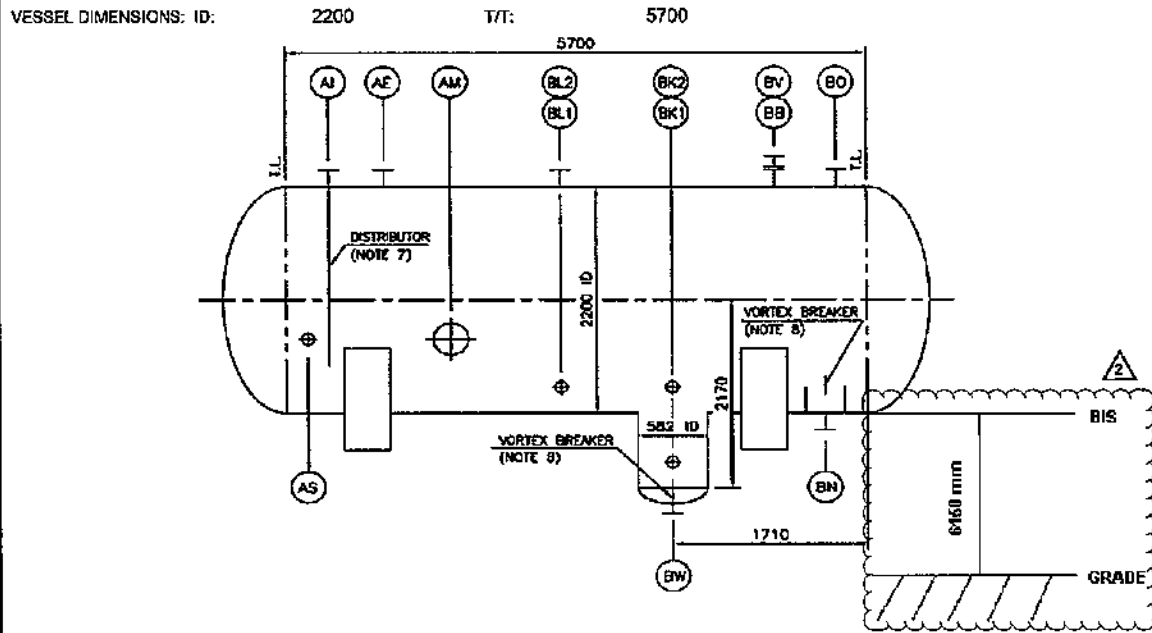 VESSEL DIMENSIONS: ID: 2200 T/T: 5700
5700
AI AE AM BL2 BK2 BV BO
BL1 BK1 BB
T.L. T.L.
DISTRIBUTOR
(NOTE 7)
2200 ID
VORTEX BREAKER
(NOTE 8)
2170
2
582 ID
BIS
VORTEX BREAKER
(NOTE 8)
AS BN
6160 mm
1710
BW
GRADE